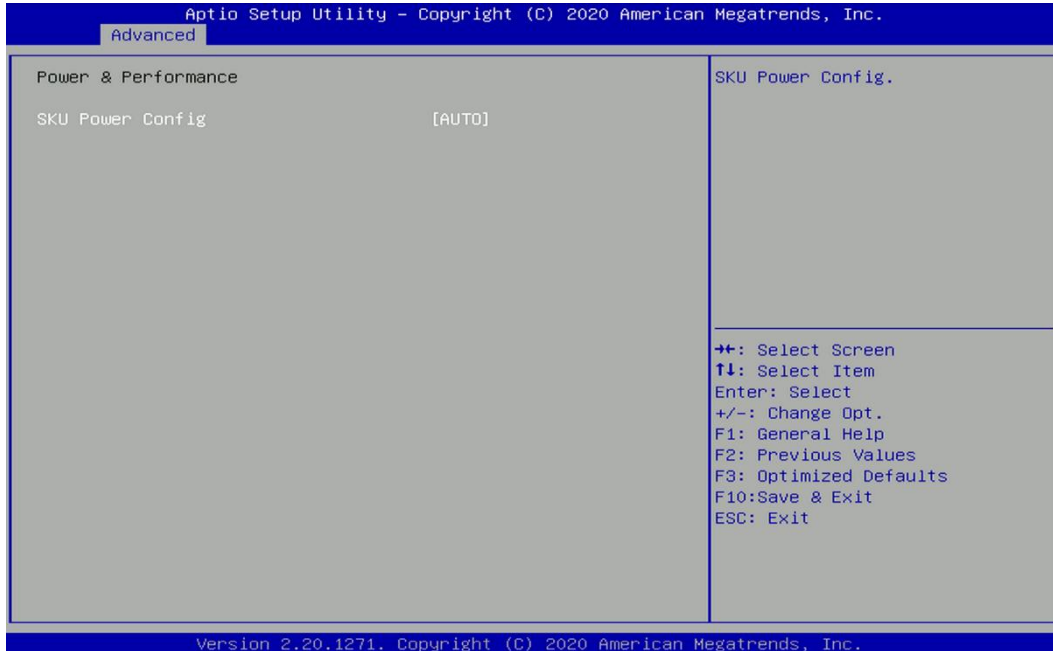 Aptio Setup Utility – Copyright (C) 2020 American Megatrends, Inc.
Advanced
Power & Performance
SKU Power Config [AUTO]
SKU Power Config.
→←: Select Screen
↑↓: Select Item
Enter: Select
+/-: Change Opt.
F1: General Help
F2: Previous Values
F3: Optimized Defaults
F10:Save & Exit
ESC: Exit
Version 2.20.1271. Copyright (C) 2020 American Megatrends, Inc.